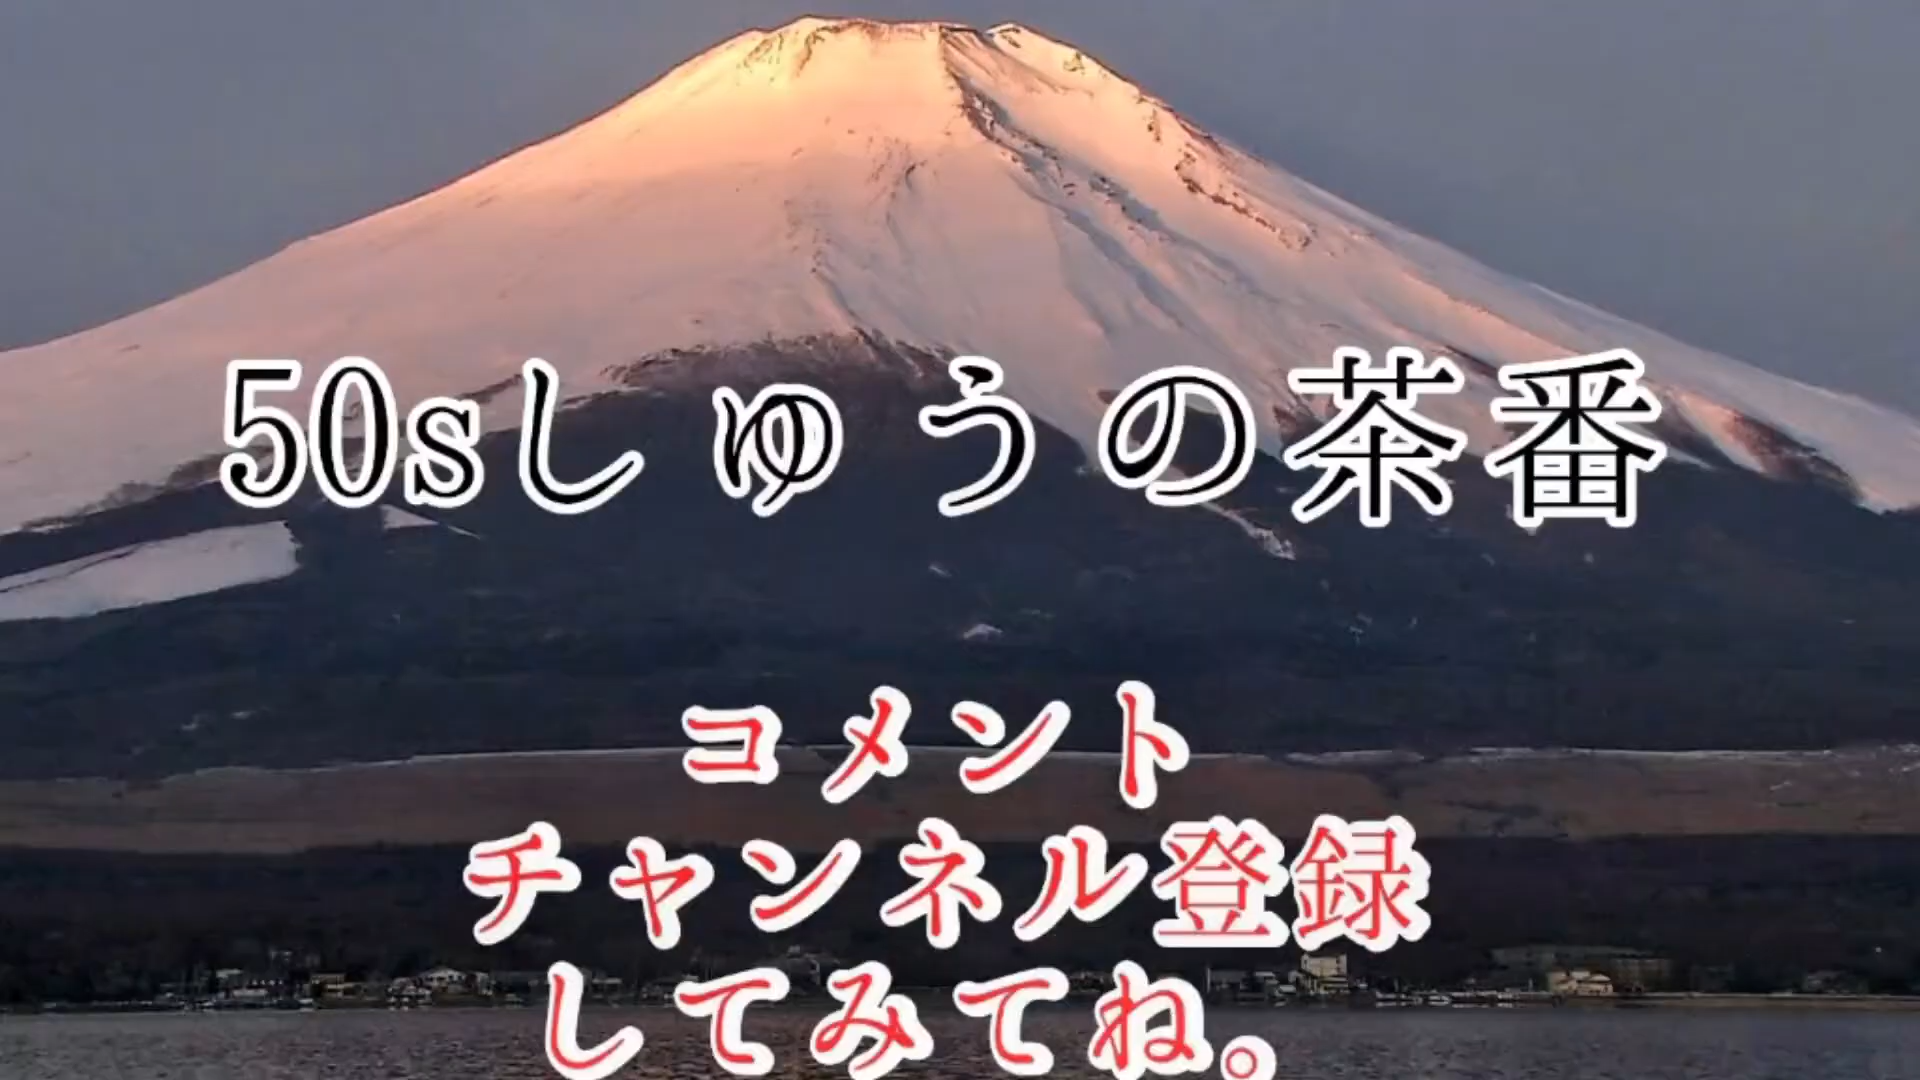 50sしゅうの茶番
コメント
チャンネル登録
してみてね。